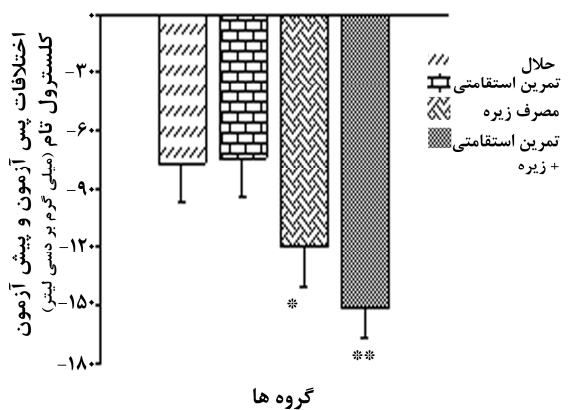 اختلافات پس آزمون و پیش آزمون
کلسترول تام (میلی گرم بر دسی لیتر)
۰
−۳۰
−۶۰
−۹۰
−۱۲۰
−۱۵۰
−۱۸۰
*
**
حلال
تمرین استقامتی
مصرف زیره
تمرین استقامتی
+ زیره
گروه ها